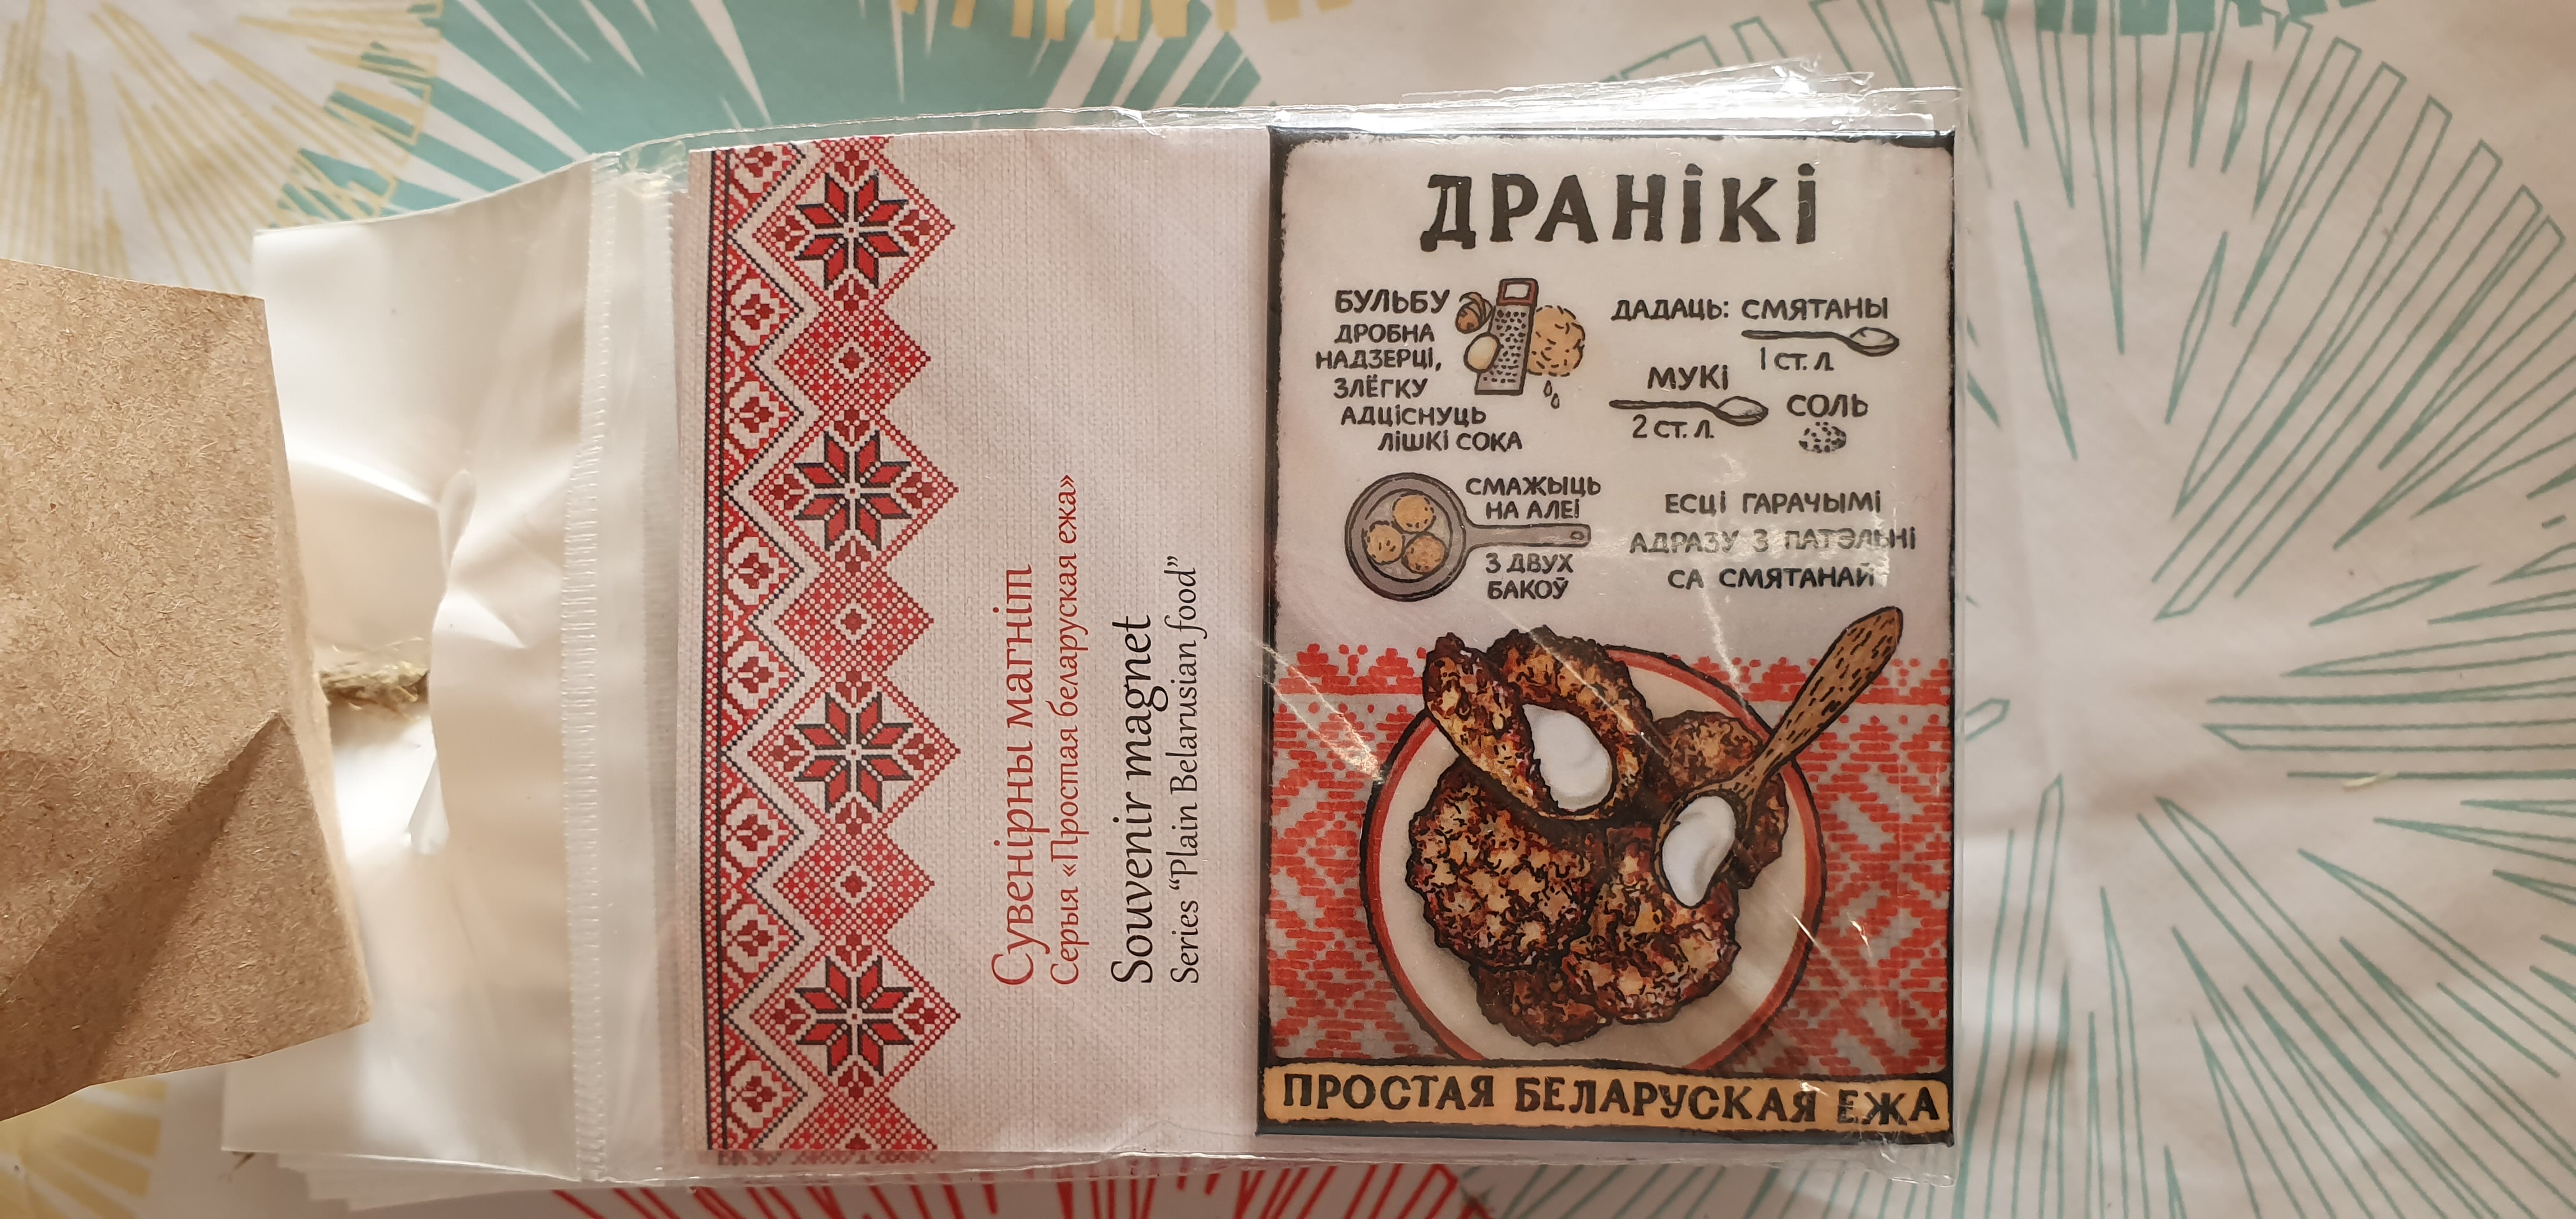 Сувенірны магніт
Серыя «Простая беларуская ежа»
Souvenir magnet
Series “Plain Belarusian food”
ДРАНІКІ
БУЛЬБУ
ДРОБНА
НАДЗЕРЦІ,
ЗЛЁГКУ
АДЦІСНУЦЬ
ЛІШКІ СОКА
ДАДАЦЬ: СМЯТАНЫ
1 СТ. Л.
МУКІ
2 СТ. Л.
СОЛЬ
СМАЖЫЦЬ
НА АЛЕІ
З ДВУХ
БАКОЎ
ЕСЦІ ГАРАЧЫМІ
АДРАЗУ З ПАТЭЛЬНІ
СА СМЯТАНАЙ
ПРОСТАЯ БЕЛАРУСКАЯ ЕЖА